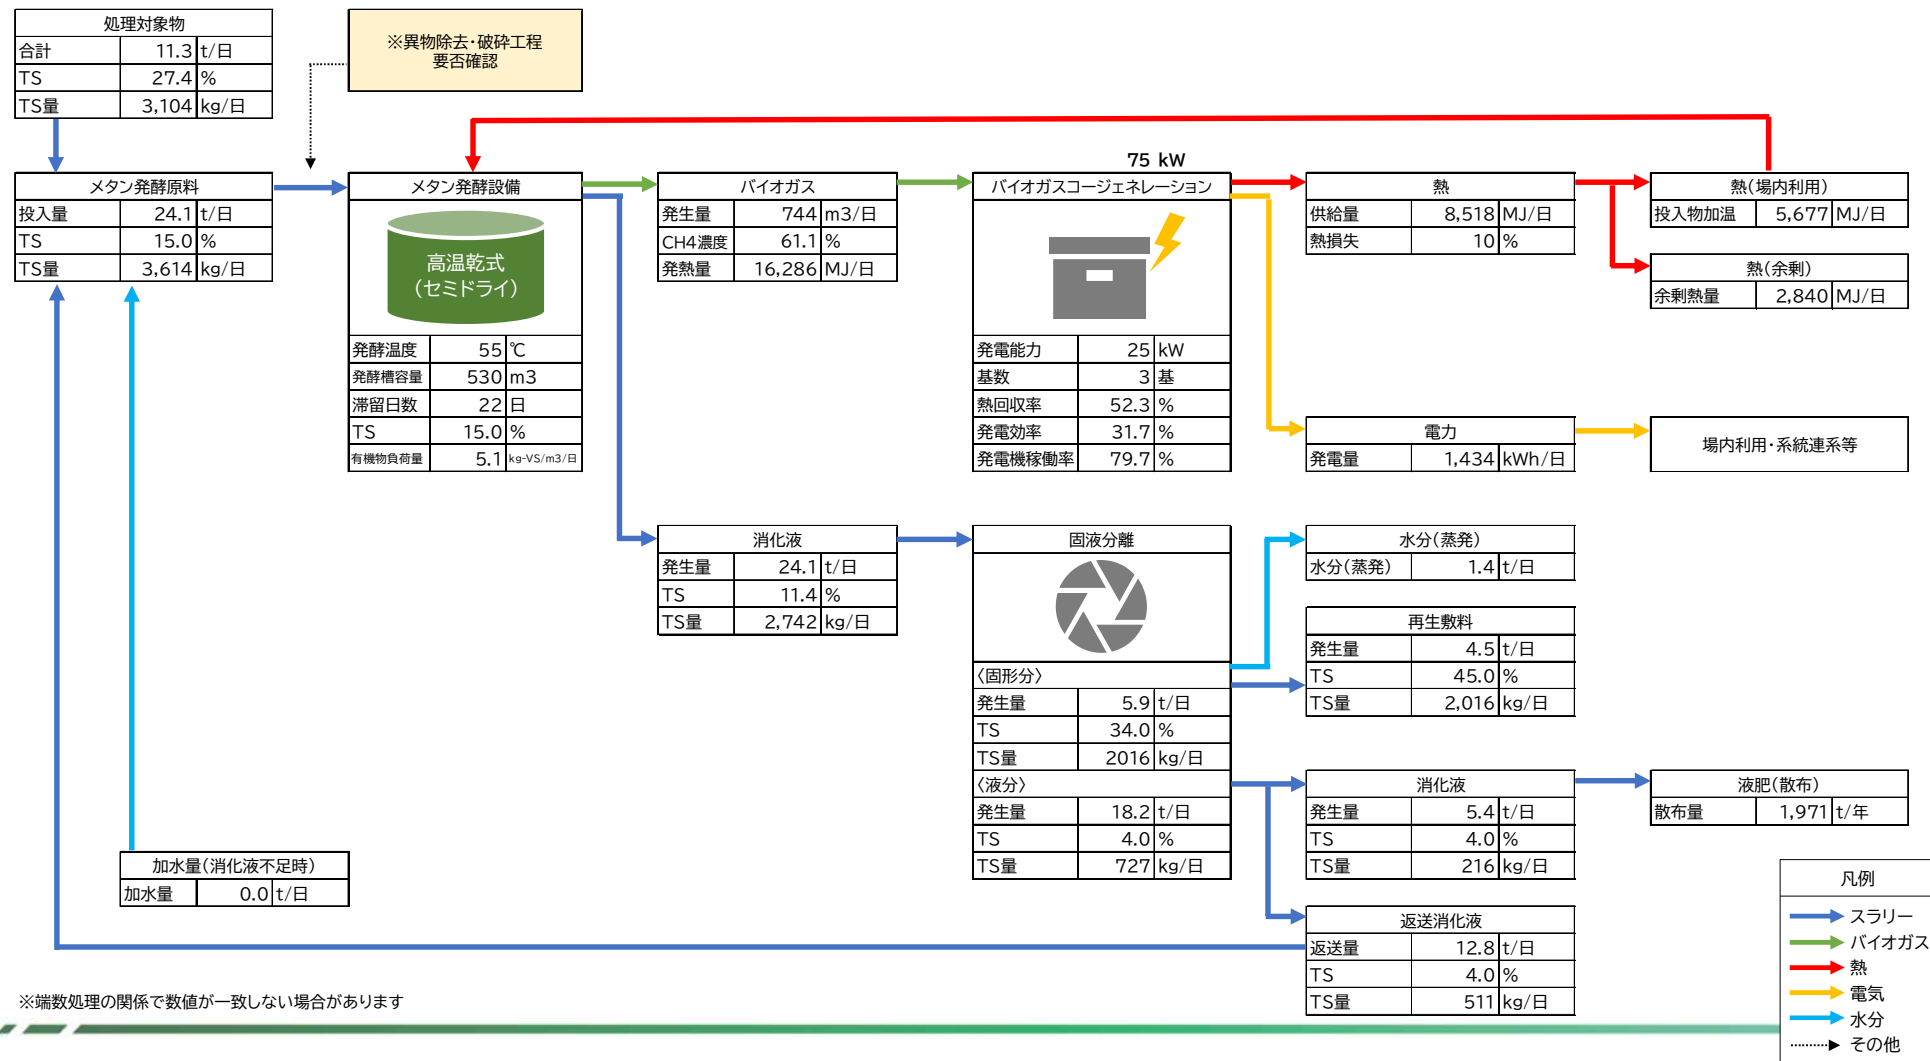 処理対象物
合計 11.3 t/日
TS 27.4 %
TS量 3,104 kg/日
※異物除去・破砕工程
要否確認
メタン発酵原料
投入量 24.1 t/日
TS 15.0 %
TS量 3,614 kg/日
メタン発酵設備
高温乾式
(セミドライ)
発酵温度 55 ℃
発酵槽容量 530 m3
滞留日数 22 日
TS 15.0 %
有機物負荷量 5.1 kg-VS/m3/日
バイオガス
発生量 744 m3/日
CH4濃度 61.1 %
発熱量 16,286 MJ/日
75 kW
バイオガスコージェネレーション
発電能力 25 kW
基数 3 基
熱回収率 52.3 %
発電効率 31.7 %
発電機稼働率 79.7 %
熱
供給量 8,518 MJ/日
熱損失 10 %
熱(場内利用)
投入物加温 5,677 MJ/日
熱(余剰)
余剰熱量 2,840 MJ/日
電力
発電量 1,434 kWh/日
場内利用・系統連系等
消化液
発生量 24.1 t/日
TS 11.4 %
TS量 2,742 kg/日
固液分離
〈固形分〉
発生量 5.9 t/日
TS 34.0 %
TS量 2016 kg/日
〈液分〉
発生量 18.2 t/日
TS 4.0 %
TS量 727 kg/日
水分(蒸発)
水分(蒸発) 1.4 t/日
再生敷料
発生量 4.5 t/日
TS 45.0 %
TS量 2,016 kg/日
消化液
発生量 5.4 t/日
TS 4.0 %
TS量 216 kg/日
液肥(散布)
散布量 1,971 t/年
返送消化液
返送量 12.8 t/日
TS 4.0 %
TS量 511 kg/日
加水量(消化液不足時)
加水量 0.0 t/日
凡例
スラリー
バイオガス
熱
電気
水分
その他
※端数処理の関係で数値が一致しない場合があります